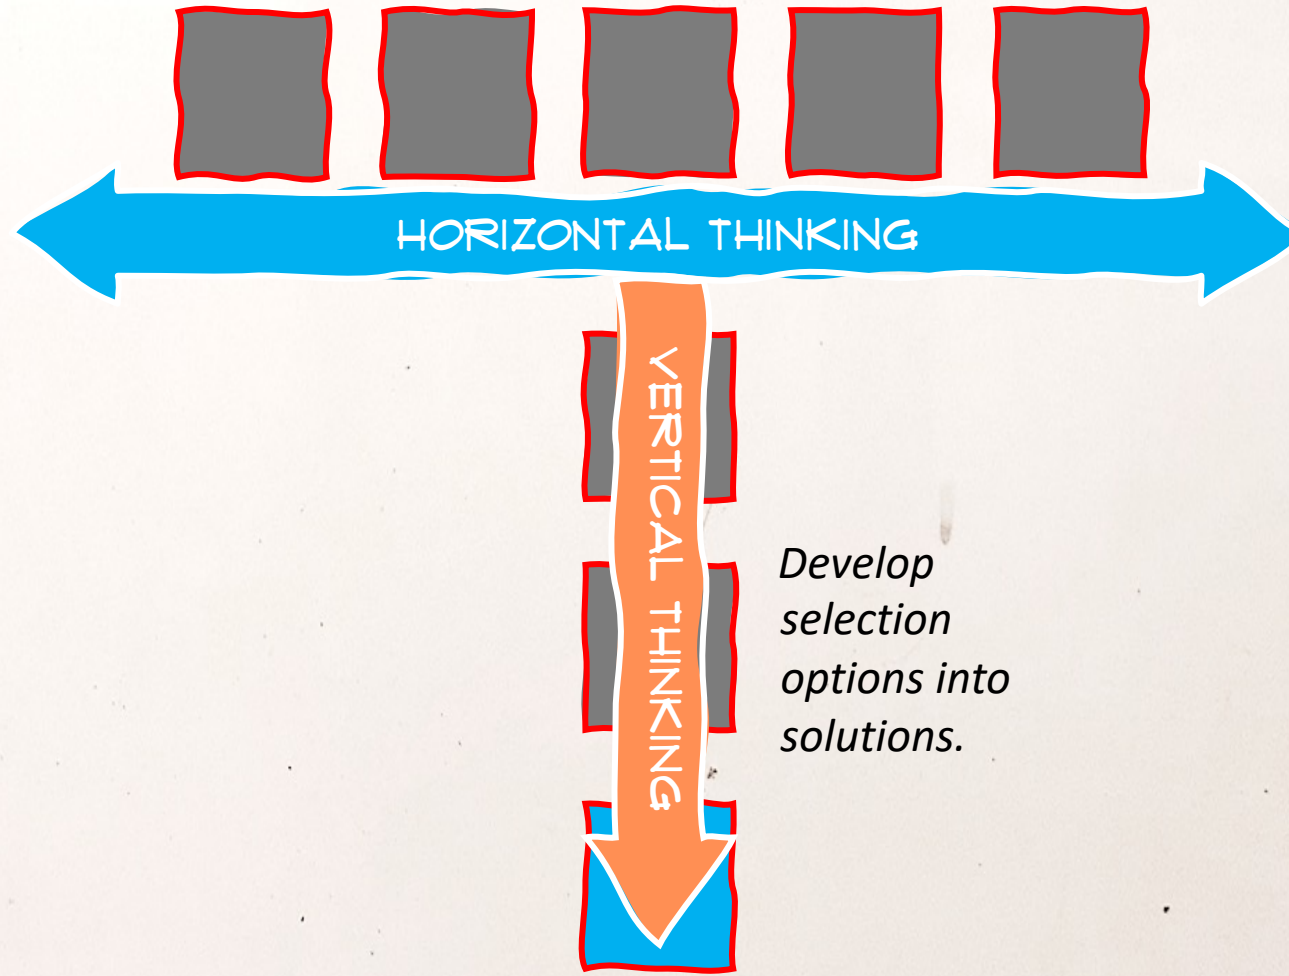 HORIZONTAL THINKING
VERTICAL THINKING
Develop
selection
options into
solutions.